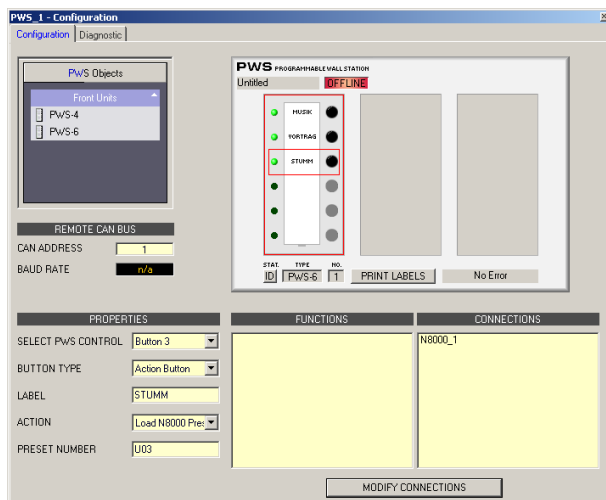 PWS_1 - Configuration
Configuration Diagnostic
PWS Objects
Front Units
PWS-4
PWS-6
REMOTE CAN BUS
CAN ADDRESS 1
BAUD RATE n/a
PWS PROGRAMMABLE WALL STATION
Untitled OFFLINE
MUSIK
VORTRAG
STUMM
STAT. TYPE NO.
ID PWS-6 1 PRINT LABELS No Error
PROPERTIES
SELECT PWS CONTROL Button 3
BUTTON TYPE Action Button
LABEL STUMM
ACTION Load N8000 Pre
PRESET NUMBER U03
FUNCTIONS
CONNECTIONS
N8000_1
MODIFY CONNECTIONS